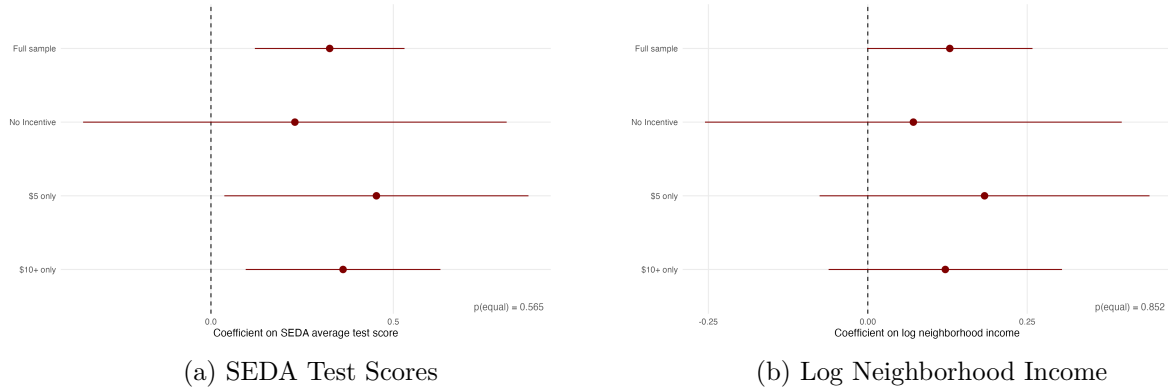 Full sample
No Incentive
$5 only
$10+ only
p(equal) = 0.565
0.0
0.5
Coefficient on SEDA average test score
(a) SEDA Test Scores
Full sample
No Incentive
$5 only
$10+ only
p(equal) = 0.852
-0.25
0.00
0.25
Coefficient on log neighborhood income
(b) Log Neighborhood Income